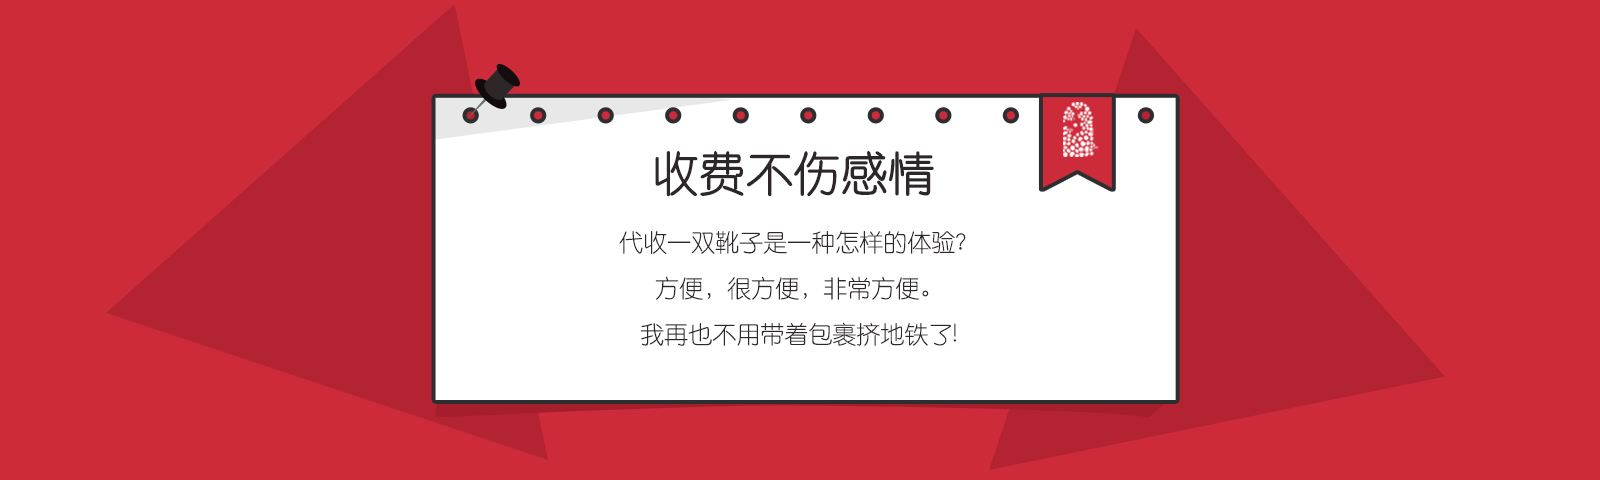 收费不伤感情
代收一双靴子是一种怎样的体验?
方便，很方便，非常方便。
我再也不用带着包裹挤地铁了!